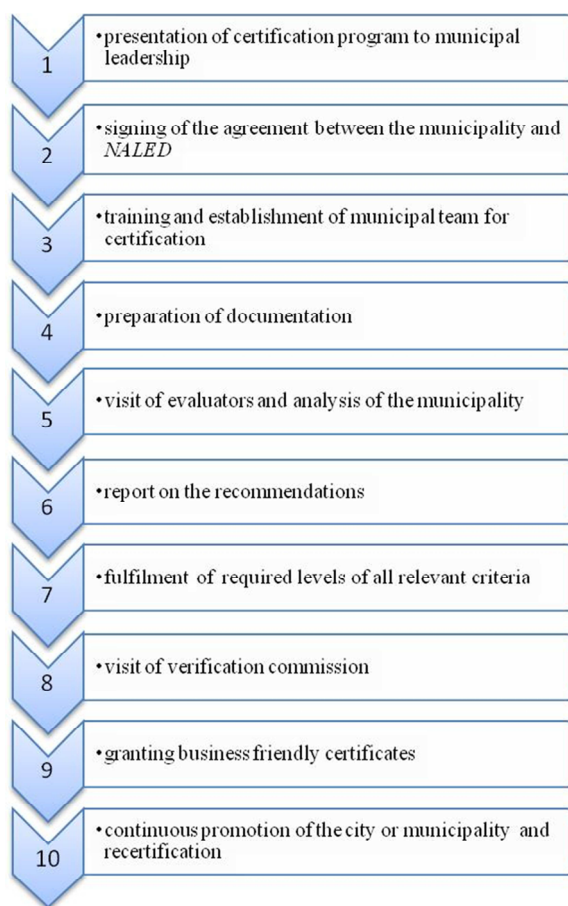 1
•presentation of certification program to municipal
leadership
2
•signing of the agreement between the municipality and
NALED
3
•training and establishment of municipal team for
certification
4
•preparation of documentation
5
•visit of evaluators and analysis of the municipality
6
•report on the recommendations
7
•fulfilment of required levels of all relevant criteria
8
•visit of verification commission
9
•granting business friendly certificates
10
•continuous promotion of the city or municipality and
recertification